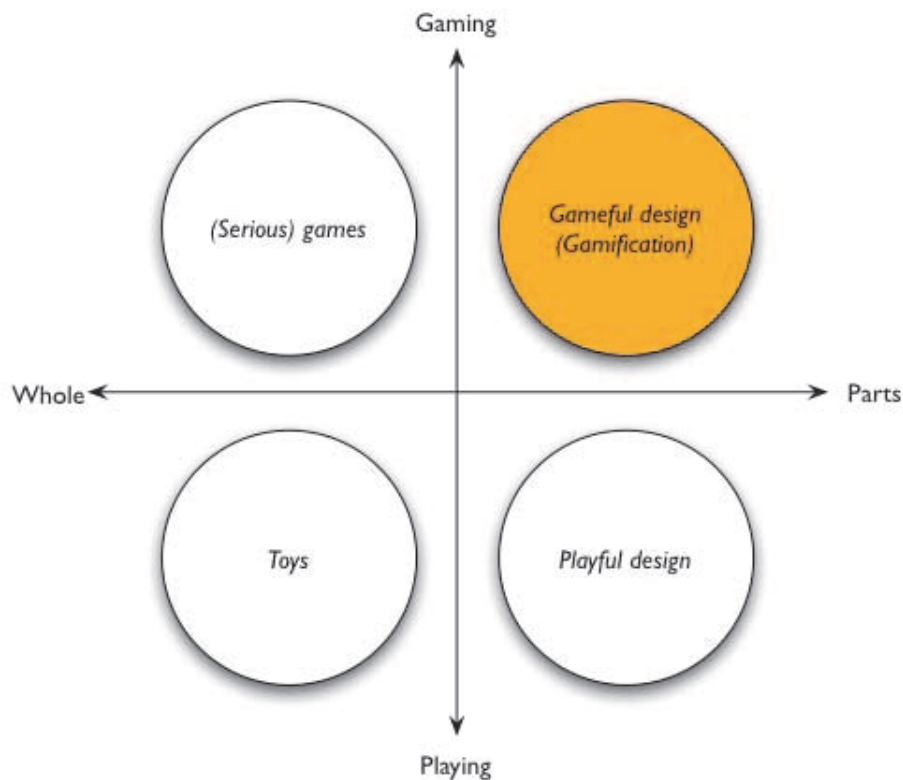 Gaming
(Serious) games
Gameful design
(Gamification)
Whole
Parts
Toys
Playful design
Playing